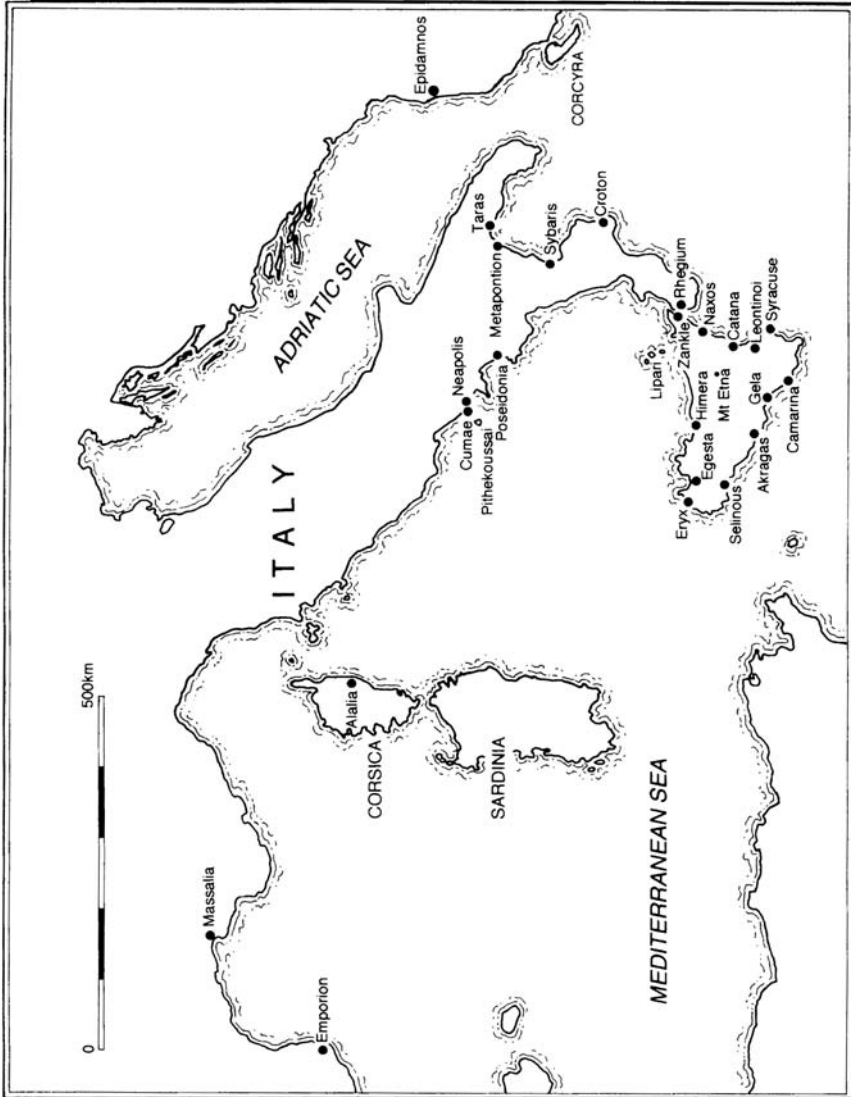 0
500km
Massalia
Emporion
CORSICA
Alalia
SARDINIA
MEDITERRANEAN SEA
ITALY
ADRIATIC SEA
Epidamnos
CORCYRA
Cumae
Neapolis
Pithekoussai
Poseidonia
Metapontion
Taras
Sybaris
Croton
Lipari
Rhegium
Zankle
Naxos
Catana
Leontinoi
Syracuse
Mt Etna
Himera
Egesta
Eryx
Selinous
Akragas
Gela
Camarina